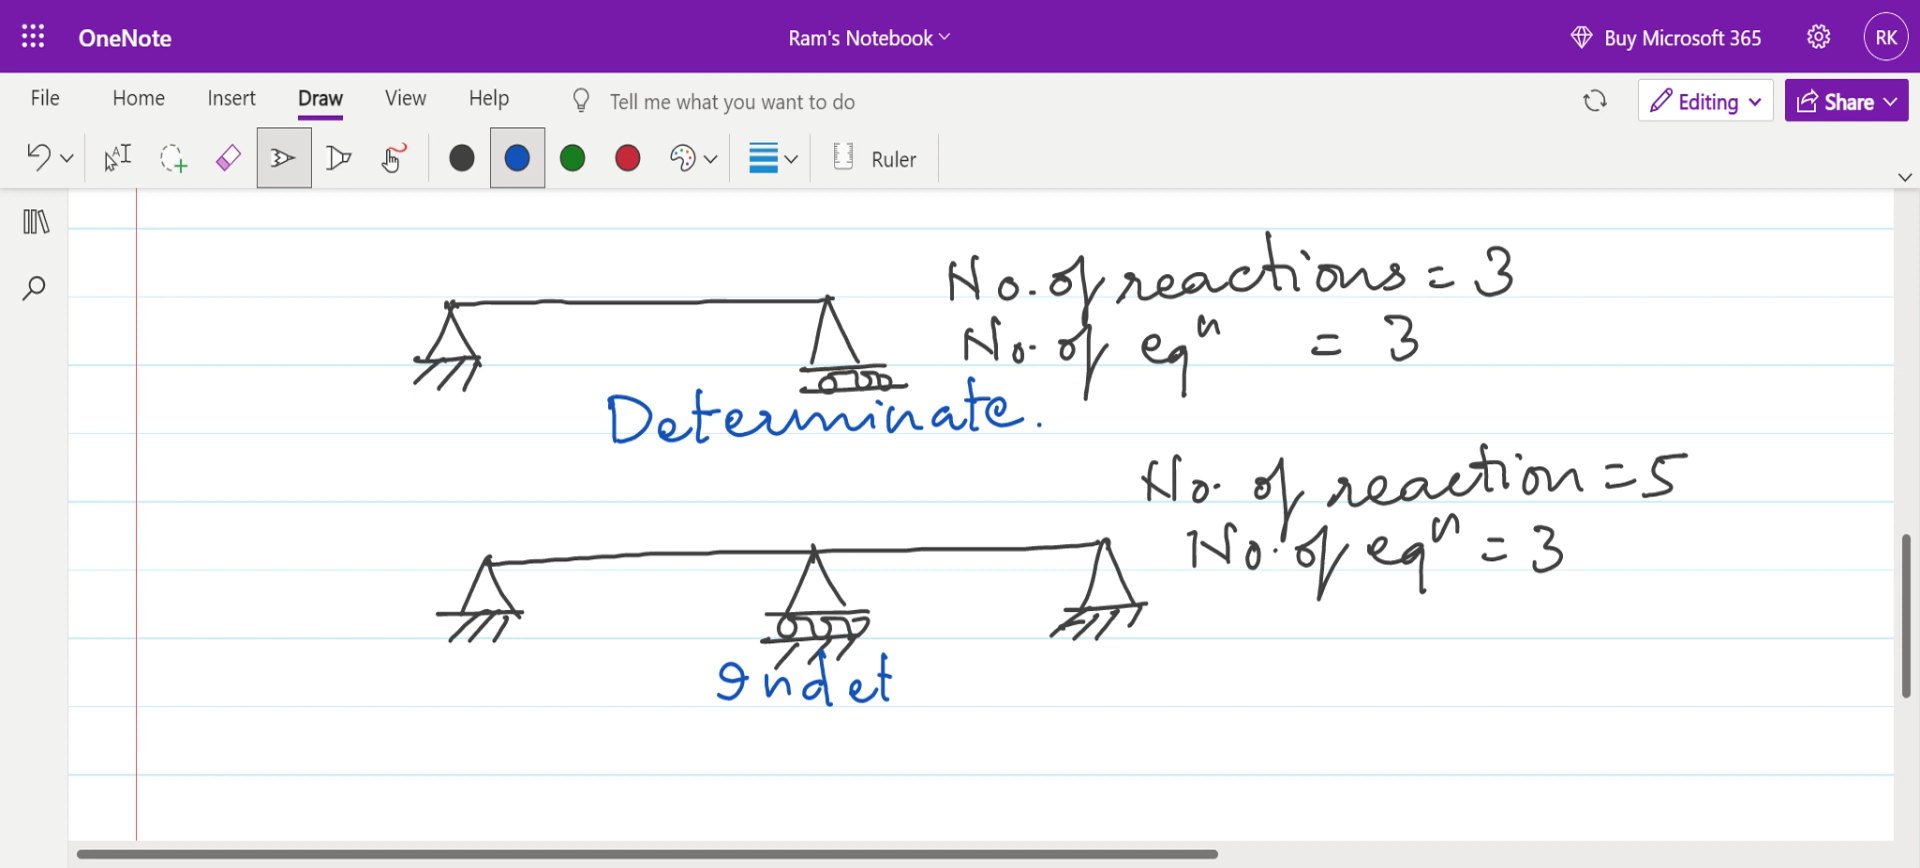 OneNote
Ram's Notebook
Buy Microsoft 365
RK
File Home Insert Draw View Help Tell me what you want to do
Editing
Share
Ruler
No. of reactions = 3
No. of eqⁿ = 3
Determinate.
No. of reaction = 5
No. of eqⁿ = 3
Indet